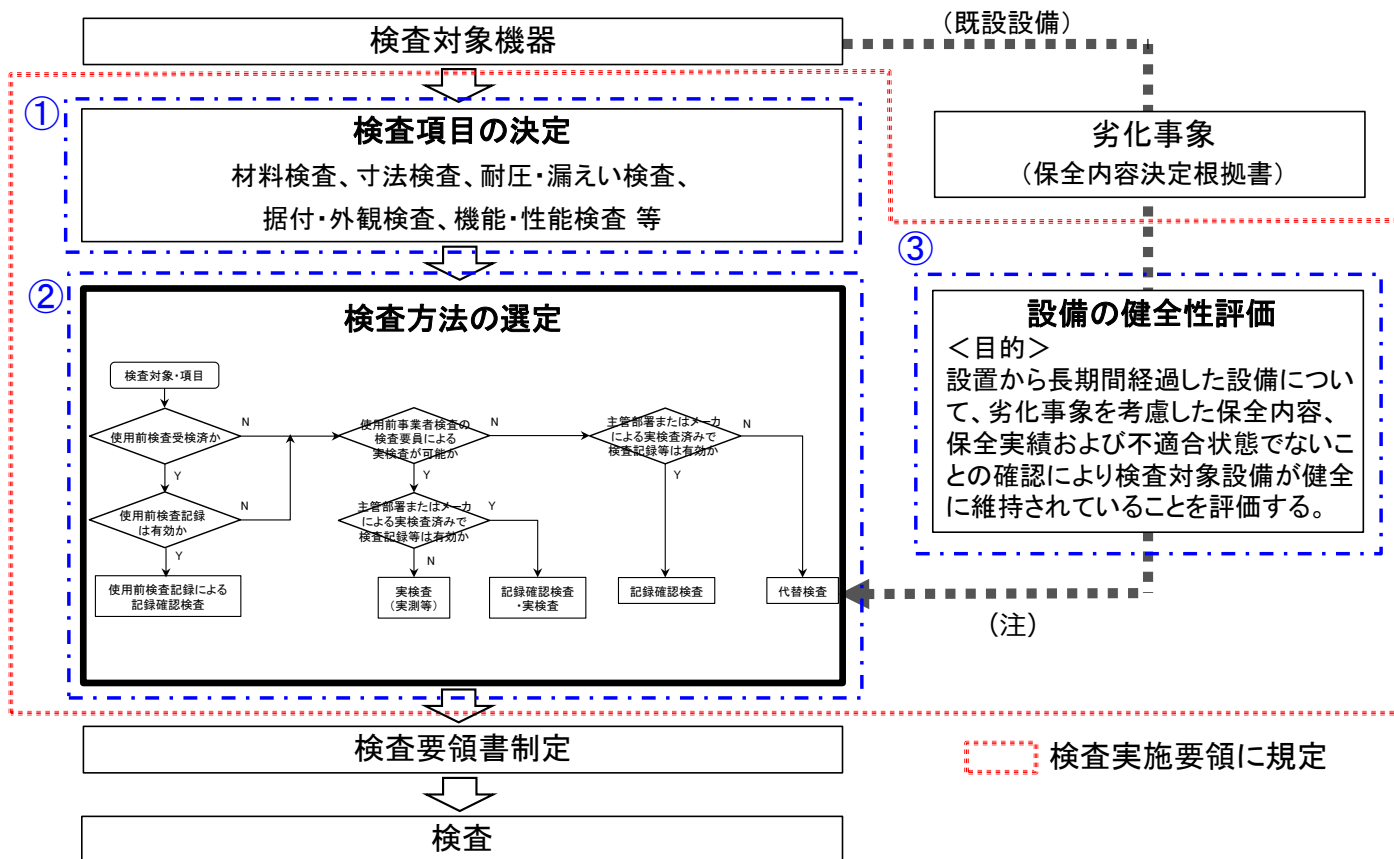 検査対象機器
（既設設備）
①
検査項目の決定
材料検査、寸法検査、耐圧・漏えい検査、
据付・外観検査、機能・性能検査 等
劣化事象
（保全内容決定根拠書）
②
検査方法の選定
検査対象・項目
使用前検査受検済か
N
Y
使用前検査記録
は有効か
N
Y
使用前検査記録による
記録確認検査
使用前事業者検査の
検査要員による
実検査が可能か
N
Y
主管部署またはメーカ
による実検査済みで
検査記録等は有効か
Y
N
実検査
（実測等）
記録確認検査
・実検査
主管部署またはメーカ
による実検査済みで
検査記録等は有効か
N
Y
記録確認検査
代替検査
③
設備の健全性評価
＜目的＞
設置から長期間経過した設備につい
て、劣化事象を考慮した保全内容、
保全実績および不適合状態でないこ
との確認により検査対象設備が健全
に維持されていることを評価する。
（注）
検査要領書制定
検査実施要領に規定
検査